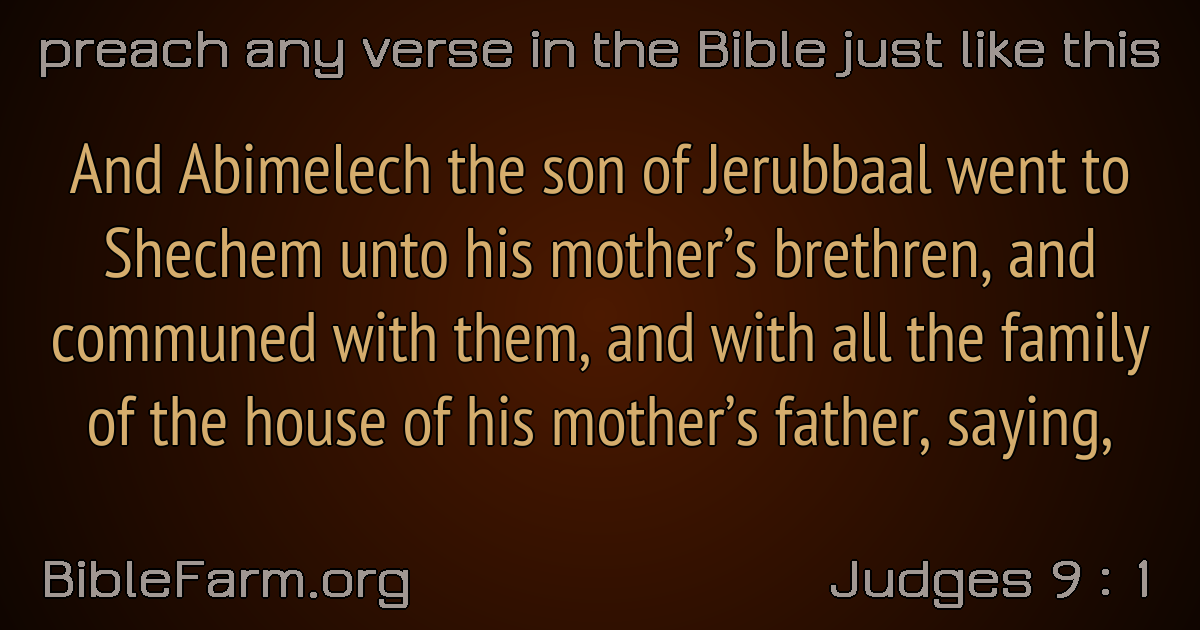 preach any verse in the Bible just like this
And Abimelech the son of Jerubbaal went to
Shechem unto his mother’s brethren, and
communed with them, and with all the family
of the house of his mother’s father, saying,
BibleFarm.org
Judges 9 : 1